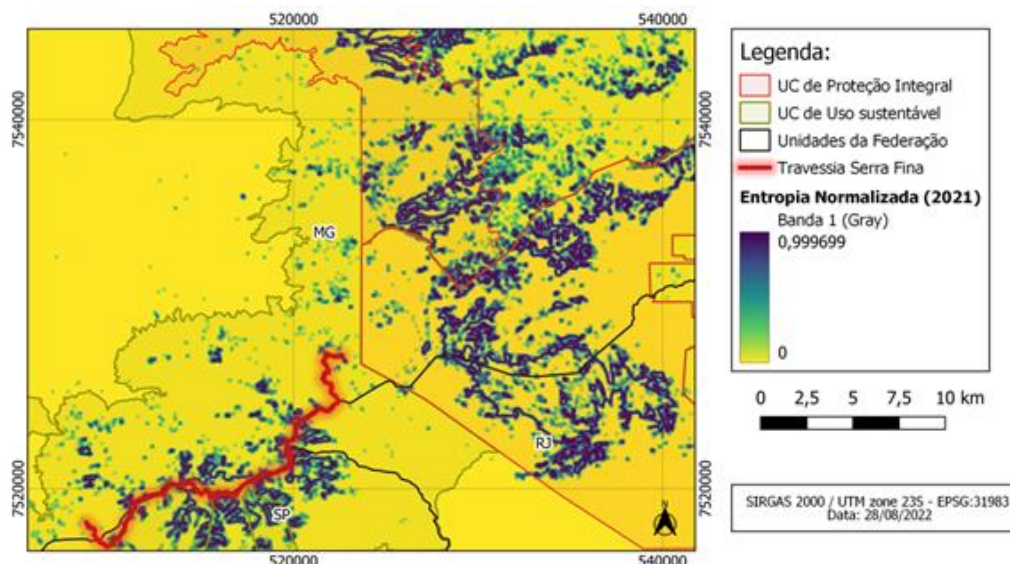 520000
540000
7540000
7540000
MG
RJ
SP
7520000
7520000
N
520000
540000
Legenda:
UC de Proteção Integral
UC de Uso sustentável
Unidades da Federação
Travessia Serra Fina
Entropia Normalizada (2021)
Banda 1 (Gray)
0,999699
0
0 2,5 5 7,5 10 km
SIRGAS 2000 / UTM zone 23S - EPSG:31983
Data: 28/08/2022